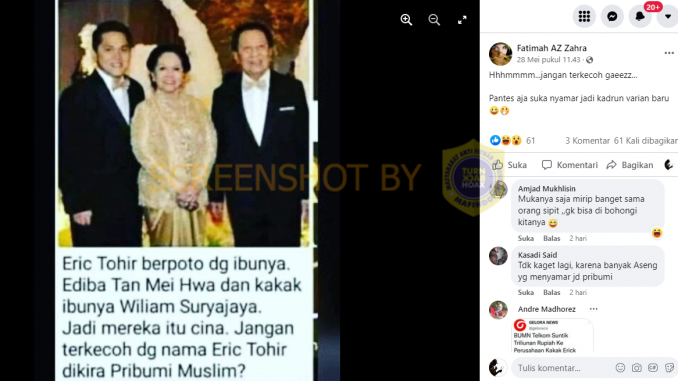 20+
Fatimah AZ Zahra
28 Mei pukul 11.43 ·
Hhhmmmm...jangan terkecoh gaeezz...
Pantes aja suka nyamar jadi kadrun varian baru
61
3 Komentar 61 Kali dibagikan
Suka Komentari Bagikan
Amjad Mukhlisin
Mukanya saja mirip banget sama
orang sipit ,,gk bisa di bohongi
kitanya
Suka Balas 2 hari
Kasadi Said
Tdk kaget lagi, karena banyak Aseng
yg menyamar jd pribumi
Suka Balas 2 hari
Andre Madhorez
GELORA NEWS
BUMN Telkom Suntik
Triliunan Rupiah Ke
Perusahaan Kakak Erick
Tulis komentar...
SCREENSHOT BY
TURN
BACK
HOAX
Eric Tohir berpoto dg ibunya.
Ediba Tan Mei Hwa dan kakak
ibunya Wiliam Suryajaya.
Jadi mereka itu cina. Jangan
terkecoh dg nama Eric Tohir
dikira Pribumi Muslim?